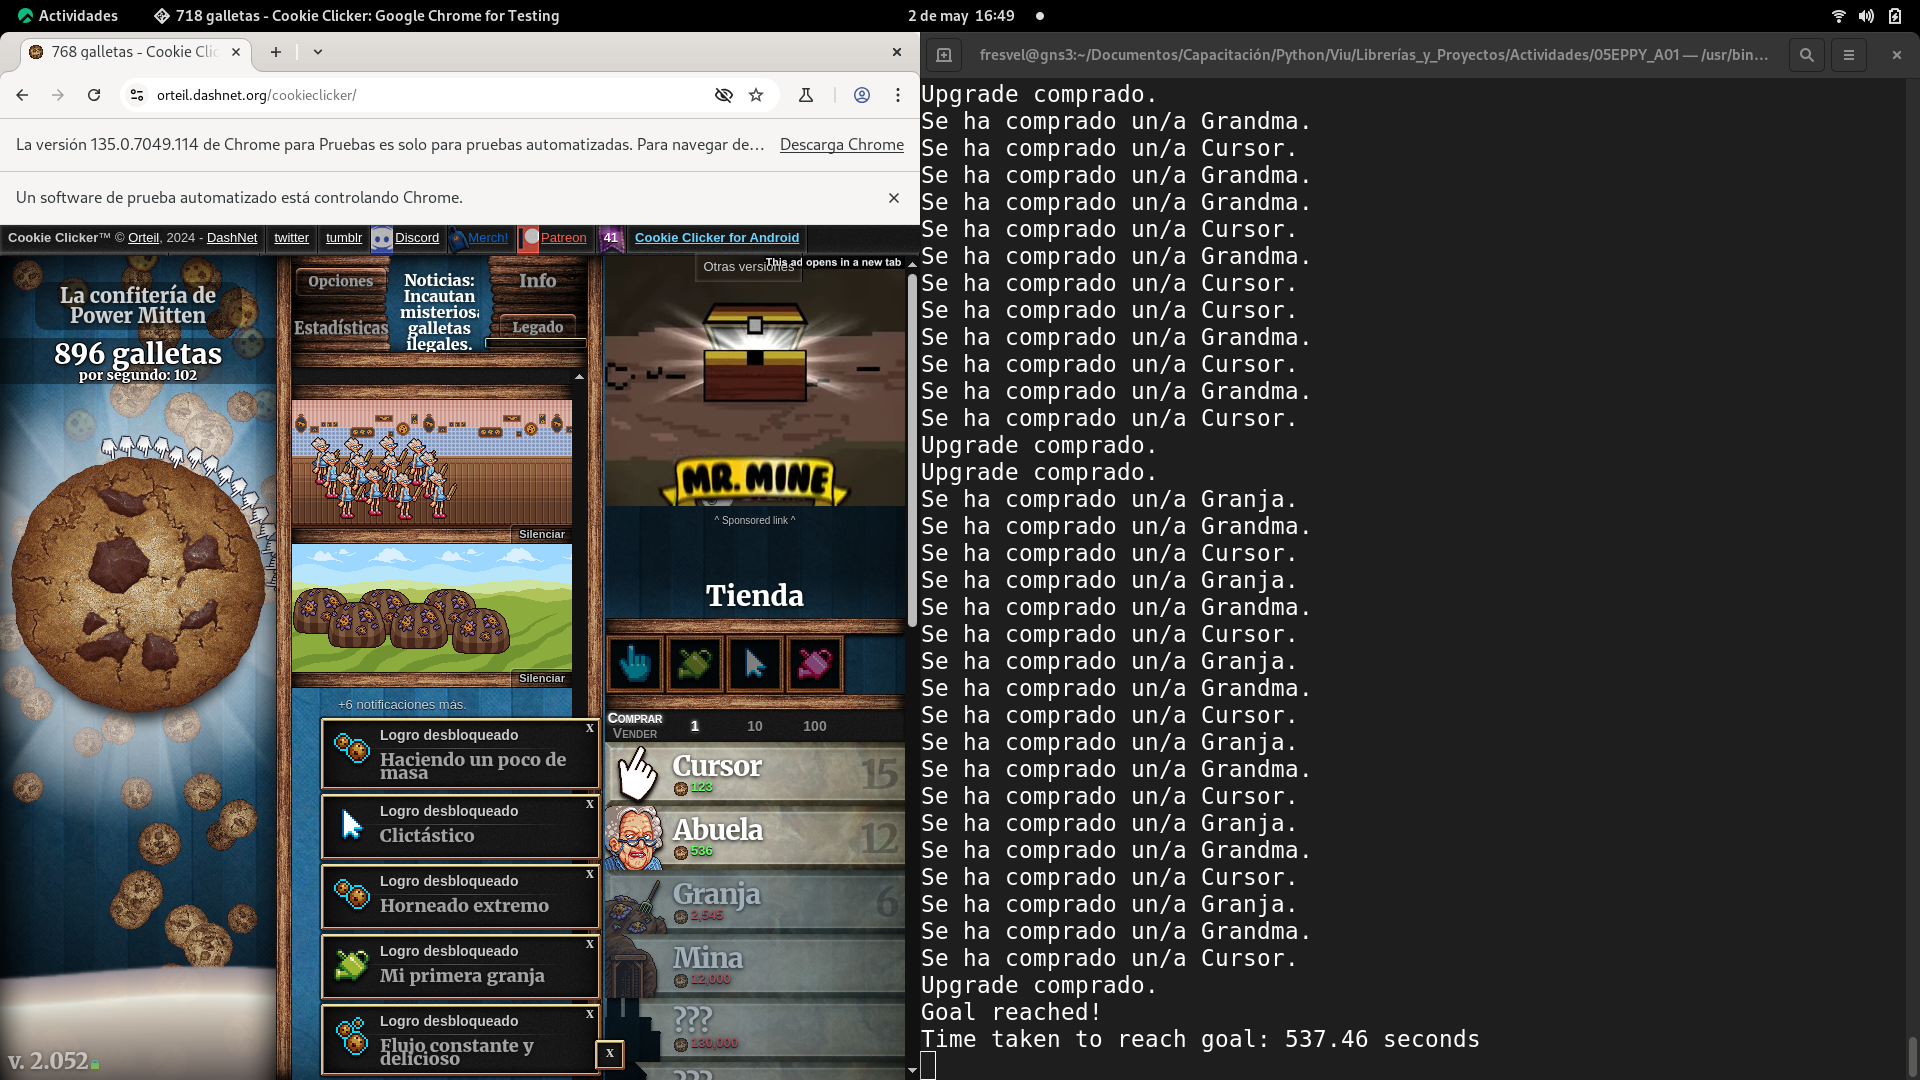 Actividades
718 galletas - Cookie Clicker: Google Chrome for Testing
2 de may 16:49
768 galletas - Cookie Clic
orteil.dashnet.org/cookieclicker/
La versión 135.0.7049.114 de Chrome para Pruebas es solo para pruebas automatizadas. Para navegar de…
Descarga Chrome
Un software de prueba automatizado está controlando Chrome.
Cookie Clicker™ © Orteil, 2024 - DashNet
twitter
tumblr
Discord
Merch!
Patreon
41
Cookie Clicker for Android
La confitería de
Power Mitten
896 galletas
por segundo: 102
v. 2.052
Opciones
Estadísticas
Noticias:
Incautan
misteriosa
galletas
ilegales.
Info
Legado
Silenciar
Silenciar
+6 notificaciones más.
Logro desbloqueado
Haciendo un poco de
masa
x
Logro desbloqueado
Clictástico
x
Logro desbloqueado
Horneado extremo
x
Logro desbloqueado
Mi primera granja
x
Logro desbloqueado
Flujo constante y
delicioso
x
x
Otras versiones
This ad opens in a new tab
MR. MINE
^ Sponsored link ^
Tienda
Comprar
Vender
1
10
100
Cursor
123
15
Abuela
536
12
Granja
2,545
6
Mina
12,000
???
130,000
???
fresvel@gns3:~/Documentos/Capacitación/Python/Viu/Librerías_y_Proyectos/Actividades/05EPPY_A01 — /usr/bin…
Upgrade comprado.
Se ha comprado un/a Grandma.
Se ha comprado un/a Cursor.
Se ha comprado un/a Grandma.
Se ha comprado un/a Grandma.
Se ha comprado un/a Cursor.
Se ha comprado un/a Grandma.
Se ha comprado un/a Cursor.
Se ha comprado un/a Cursor.
Se ha comprado un/a Grandma.
Se ha comprado un/a Cursor.
Se ha comprado un/a Grandma.
Se ha comprado un/a Cursor.
Upgrade comprado.
Upgrade comprado.
Se ha comprado un/a Granja.
Se ha comprado un/a Grandma.
Se ha comprado un/a Cursor.
Se ha comprado un/a Granja.
Se ha comprado un/a Grandma.
Se ha comprado un/a Cursor.
Se ha comprado un/a Granja.
Se ha comprado un/a Grandma.
Se ha comprado un/a Cursor.
Se ha comprado un/a Granja.
Se ha comprado un/a Grandma.
Se ha comprado un/a Cursor.
Se ha comprado un/a Granja.
Se ha comprado un/a Grandma.
Se ha comprado un/a Cursor.
Se ha comprado un/a Granja.
Se ha comprado un/a Grandma.
Se ha comprado un/a Cursor.
Upgrade comprado.
Goal reached!
Time taken to reach goal: 537.46 seconds